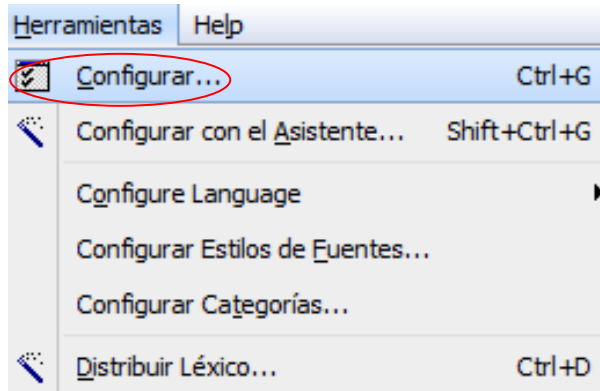 Herramientas Help
Configurar... Ctrl+G
Configurar con el Asistente... Shift+Ctrl+G
Configure Language
Configurar Estilos de Fuentes...
Configurar Categorías...
Distribuir Léxico... Ctrl+D